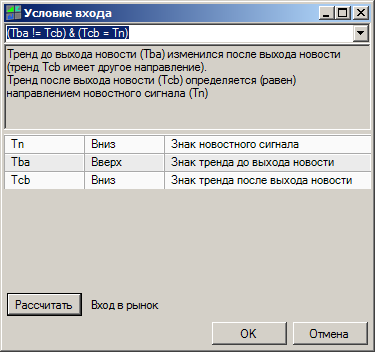 Условие входа
(Tba != Tcb) & (Tcb = Tn)
Тренд до выхода новости (Tba) изменился после выхода новости
(тренд Tcb имеет другое направление).
Тренд после выхода новости (Tcb) определяется (равен)
направлением новостного сигнала (Tn)
Tn Вниз Знак новостного сигнала
Tba Вверх Знак тренда до выхода новости
Tcb Вниз Знак тренда после выхода новости
Рассчитать Вход в рынок
OK Отмена